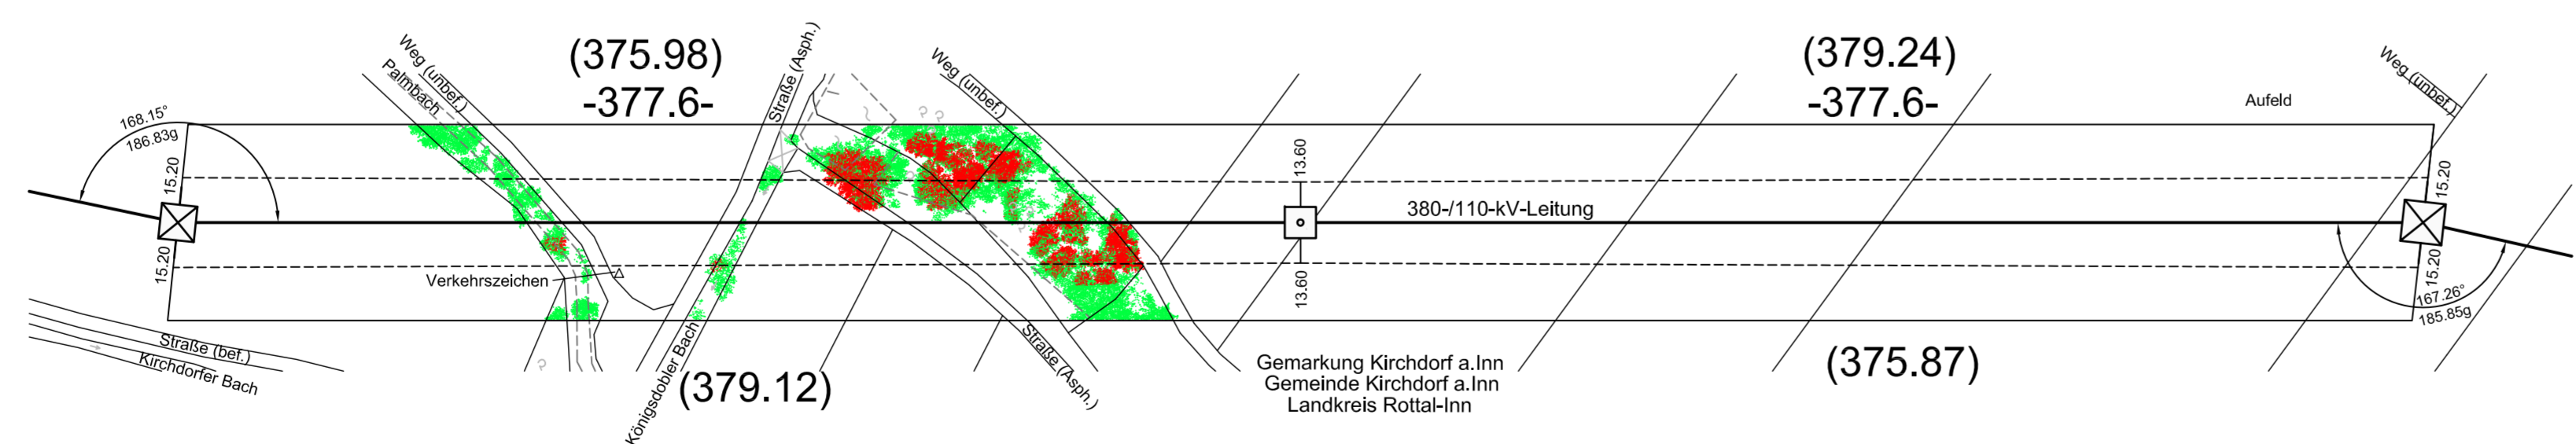 Weg (unbef.)
Palmbach
(375.98)
-377.6-
Straße (Asph.)
Weg (unbef.)
(379.24)
-377.6-
Aufeld
Weg (unbef.)
168.15°
186.83g
15.20
15.20
13.60
13.60
380-/110-kV-Leitung
15.20
15.20
167.26°
185.85g
Verkehrszeichen
Straße (bef.)
Kirchdorfer Bach
Königsdobler Bach
(379.12)
Straße (Asph.)
Gemarkung Kirchdorf a.Inn
Gemeinde Kirchdorf a.Inn
Landkreis Rottal-Inn
(375.87)